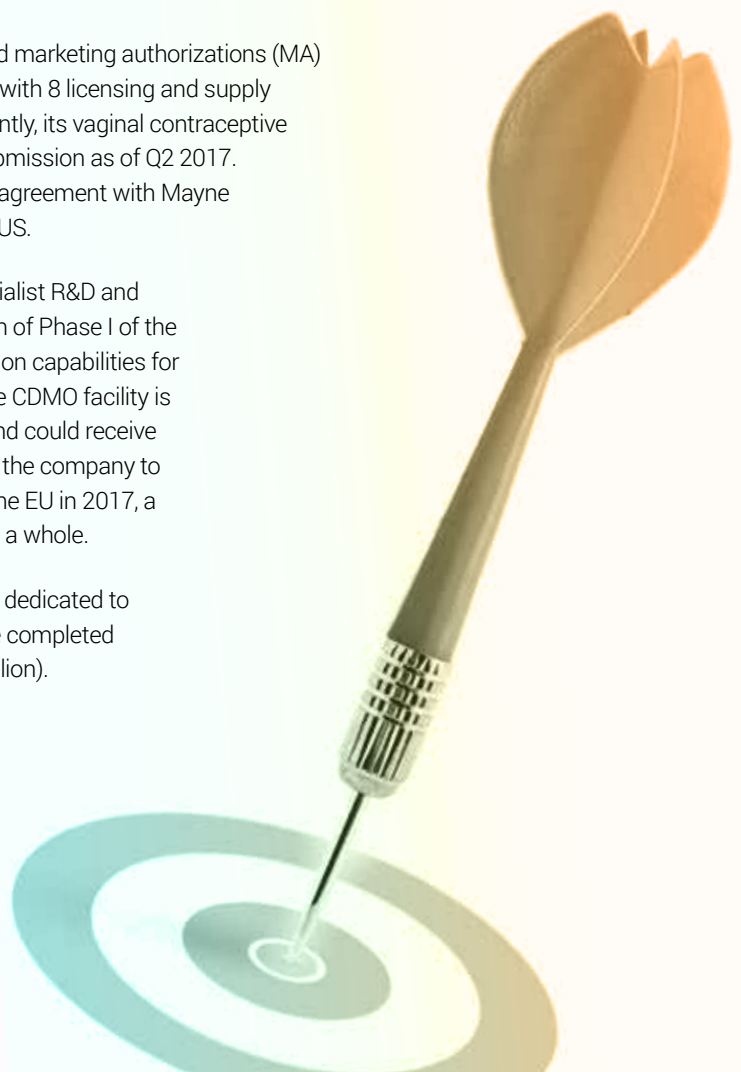 d marketing authorizations (MA)
with 8 licensing and supply
ntly, its vaginal contraceptive
bmission as of Q2 2017.
agreement with Mayne
US.
ialist R&D and
n of Phase I of the
on capabilities for
e CDMO facility is
nd could receive
the company to
he EU in 2017, a
a whole.
dedicated to
e completed
lion).